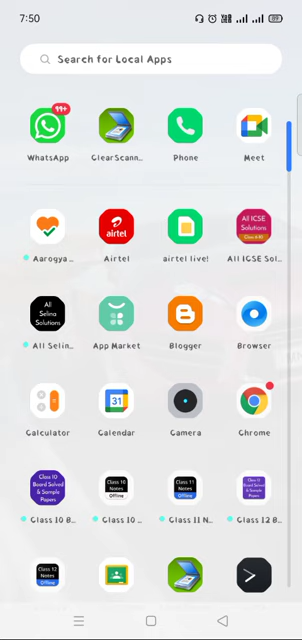 7:50
Search for Local Apps
99+
WhatsApp
ClearScann...
Phone
Meet
airtel
All ICSE
Solutions
Class 6-10
Aarogya ...
Airtel
airtel live!
All ICSE Sol...
All
Selina
Solutions
All Selin...
App Market
Blogger
Browser
31
Calculator
Calendar
Camera
Chrome
Class 10
Board Solved
& Sample
Papers
Class 10
Notes
Offline
Class 11
Notes
Offline
Class 12
Board Solved
& Sample
Papers
Class 10 B...
Class 10 ...
Class 11 N...
Class 12 B...
Class 12
Notes
Offline